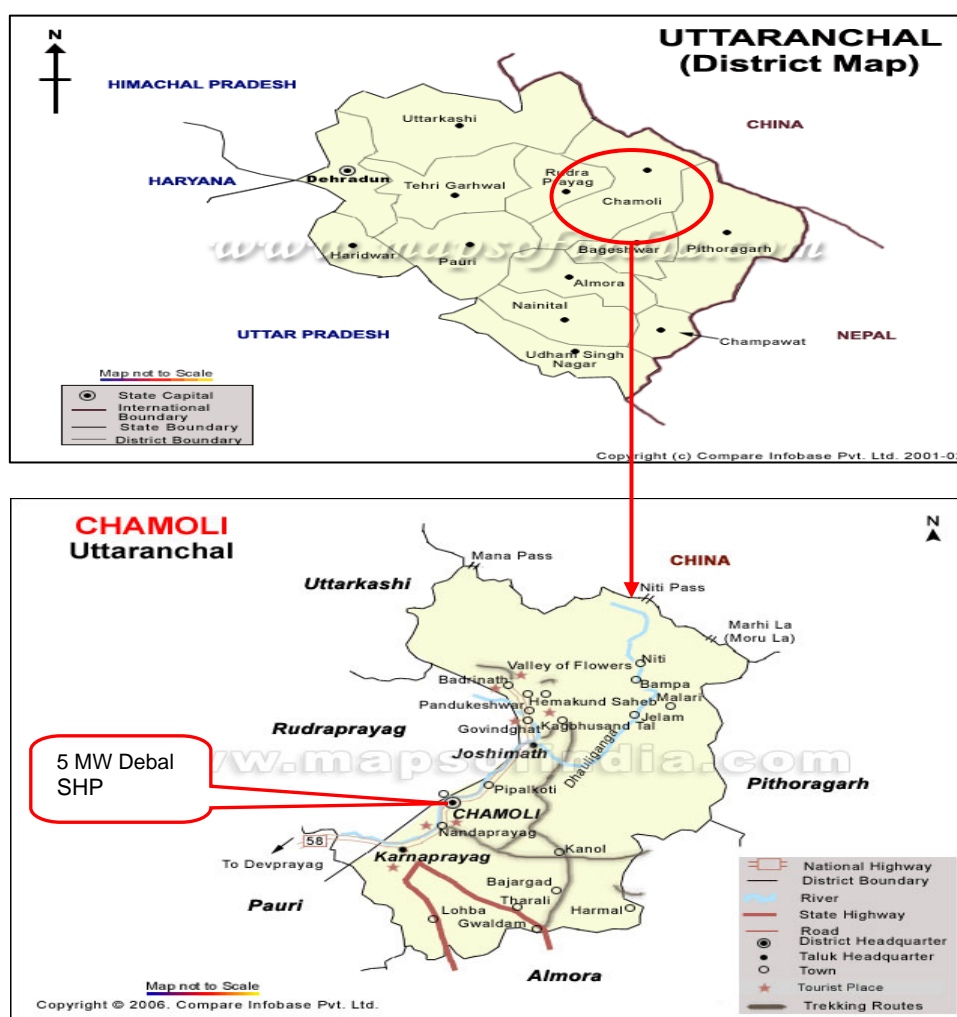 UTTARANCHAL
(District Map)
N
HIMACHAL PRADESH
CHINA
Uttarkashi
HARYANA
Dehradun
Tehri Garhwal
Rudra
Prayag
Chamoli
www.mapsofindia.com
Haridwar
Pauri
Bageshwar
Pithoragarh
Almora
Nainital
UTTAR PRADESH
NEPAL
Champawat
Udham Singh
Nagar
Map not to Scale
State Capital
International
Boundary
State Boundary
District Boundary
Copyright (c) Compare Infobase Pvt. Ltd. 2001-02
CHAMOLI
Uttaranchal
N
Mana Pass
CHINA
Uttarkashi
Niti Pass
Marhi La
(Moru La)
Valley of Flowers
Niti
Badrinath
Bampa
Hemakund Saheb
Malari
Pandukeshwar
Jelam
Govindghat
Kagbhusand Tal
Rudraprayag
Joshimath
Dhauliganga
www.mapsofindia.com
5 MW Debal
SHP
Pipalkoti
Pithoragarh
CHAMOLI
Nandaprayag
58
To Devprayag
Karnaprayag
Kanol
Bajargad
Pauri
Tharali
Harmal
Lohba
Gwaldam
Almora
National Highway
District Boundary
River
State Highway
Road
District Headquarter
Taluk Headquarter
Town
Tourist Place
Trekking Routes
Map not to Scale
Copyright © 2006. Compare Infobase Pvt. Ltd.